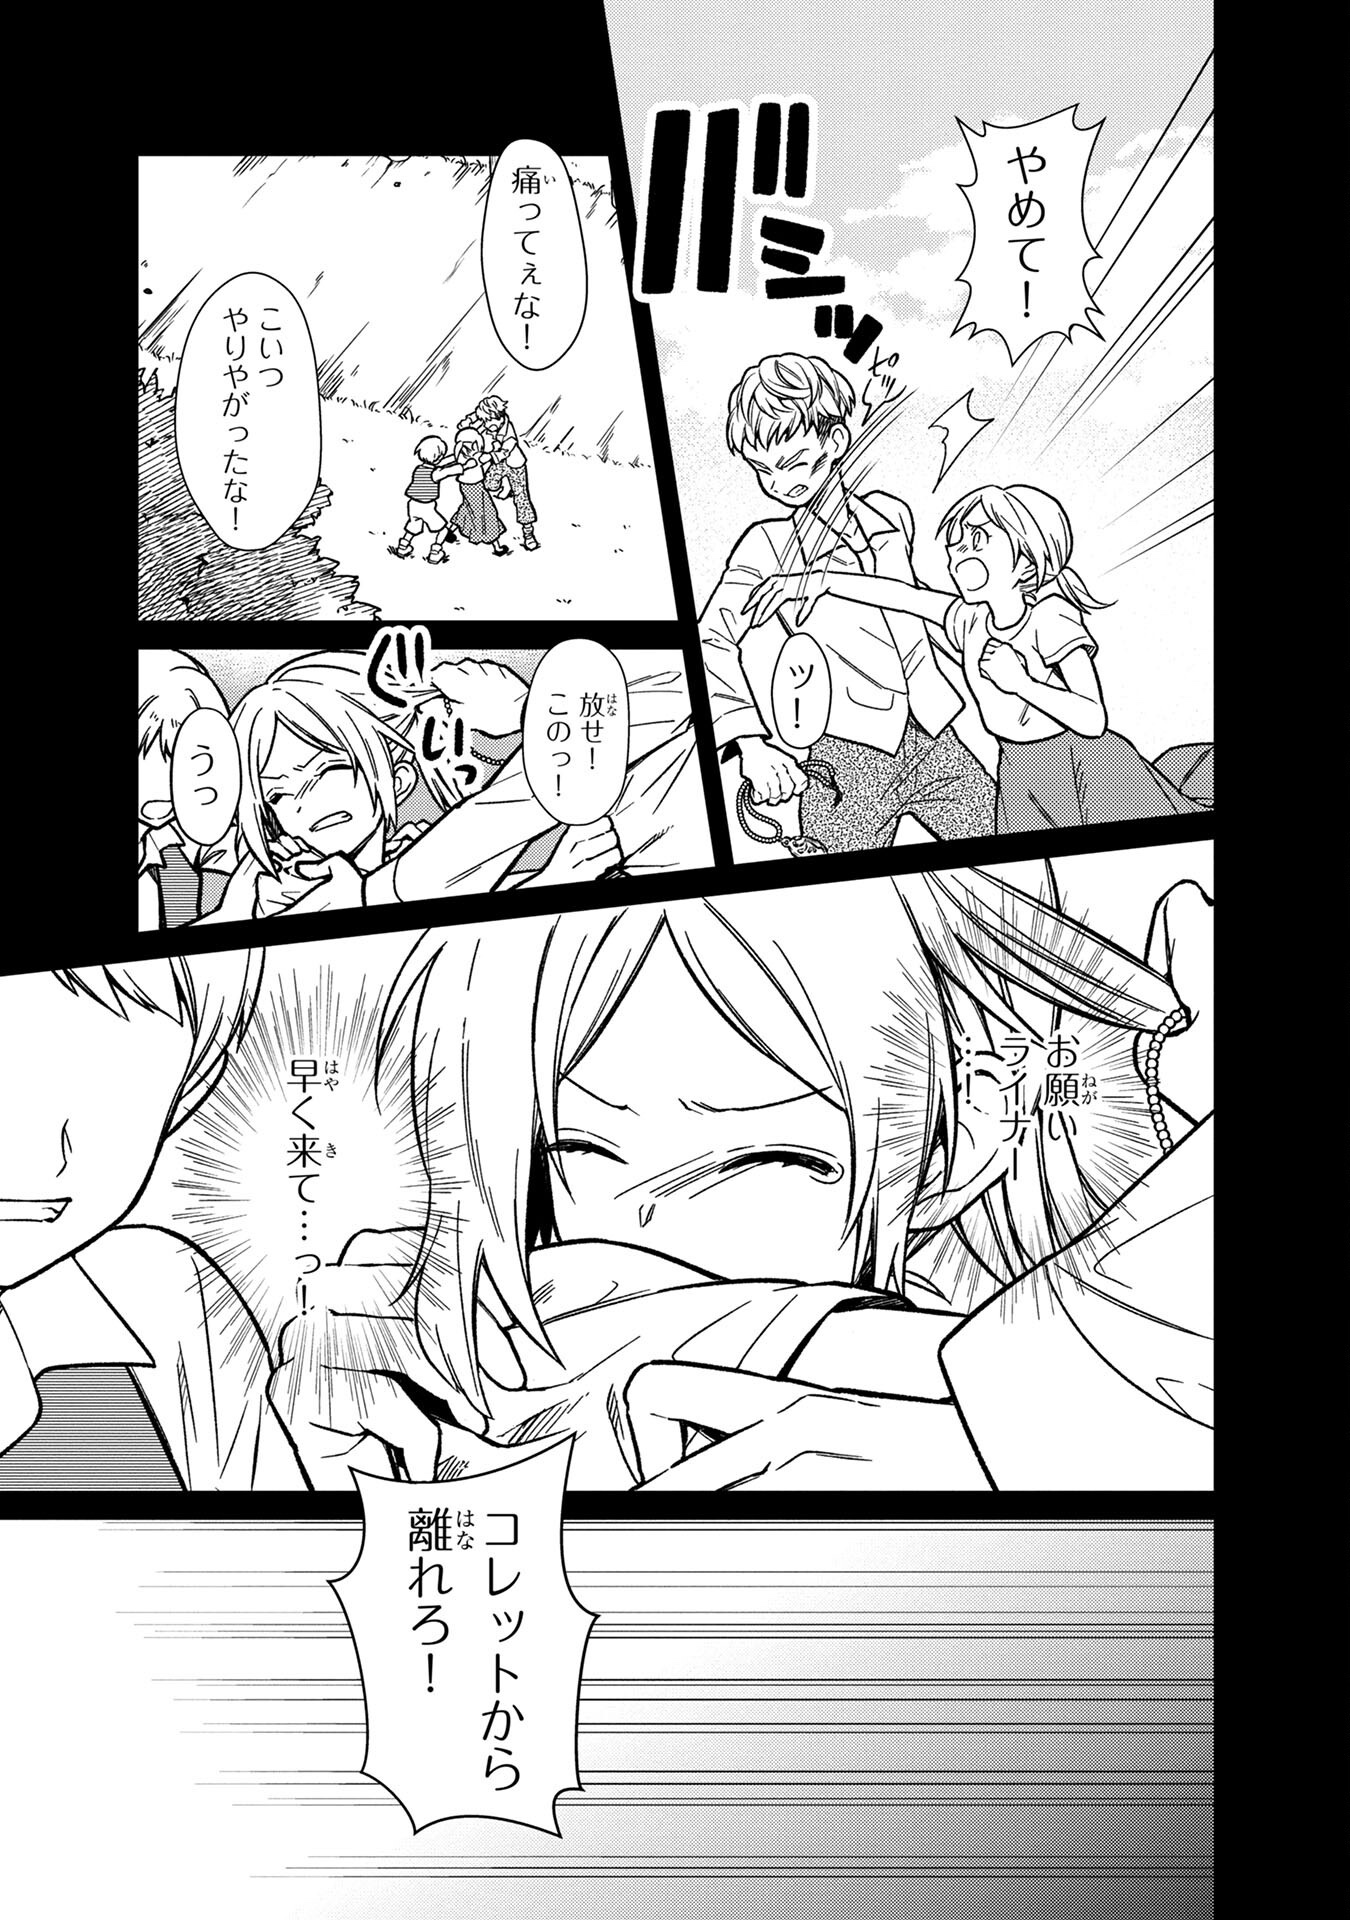 やめて！
バシッ
ピッ
ッ！
痛ってぇな！
こいつ
やりやがったな！
放せ！
このっ！
ぐいっ
うっ
お願い
ライナー
…！
早く来て…っ！
コレットから
離れろ！